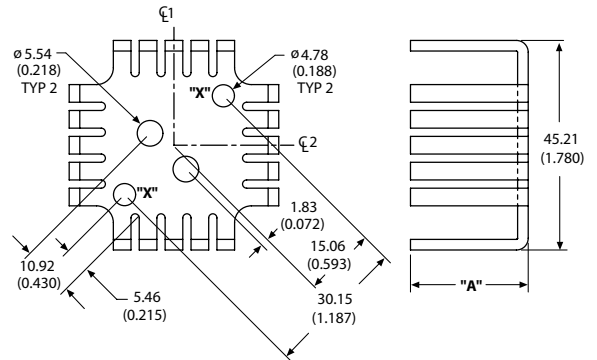 ℄1
ø 5.54
(0.218)
TYP 2
ø 4.78
(0.188)
TYP 2
"X"
℄2
"X"
45.21
(1.780)
1.83
(0.072)
15.06
(0.593)
10.92
(0.430)
5.46
(0.215)
30.15
(1.187)
"A"